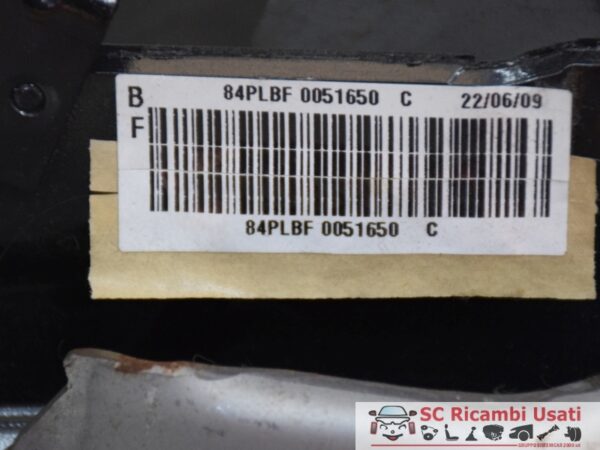 B 84PLBF 0051650 C 22/06/09
F
84PLBF 0051650 C
SC Ricambi Usati